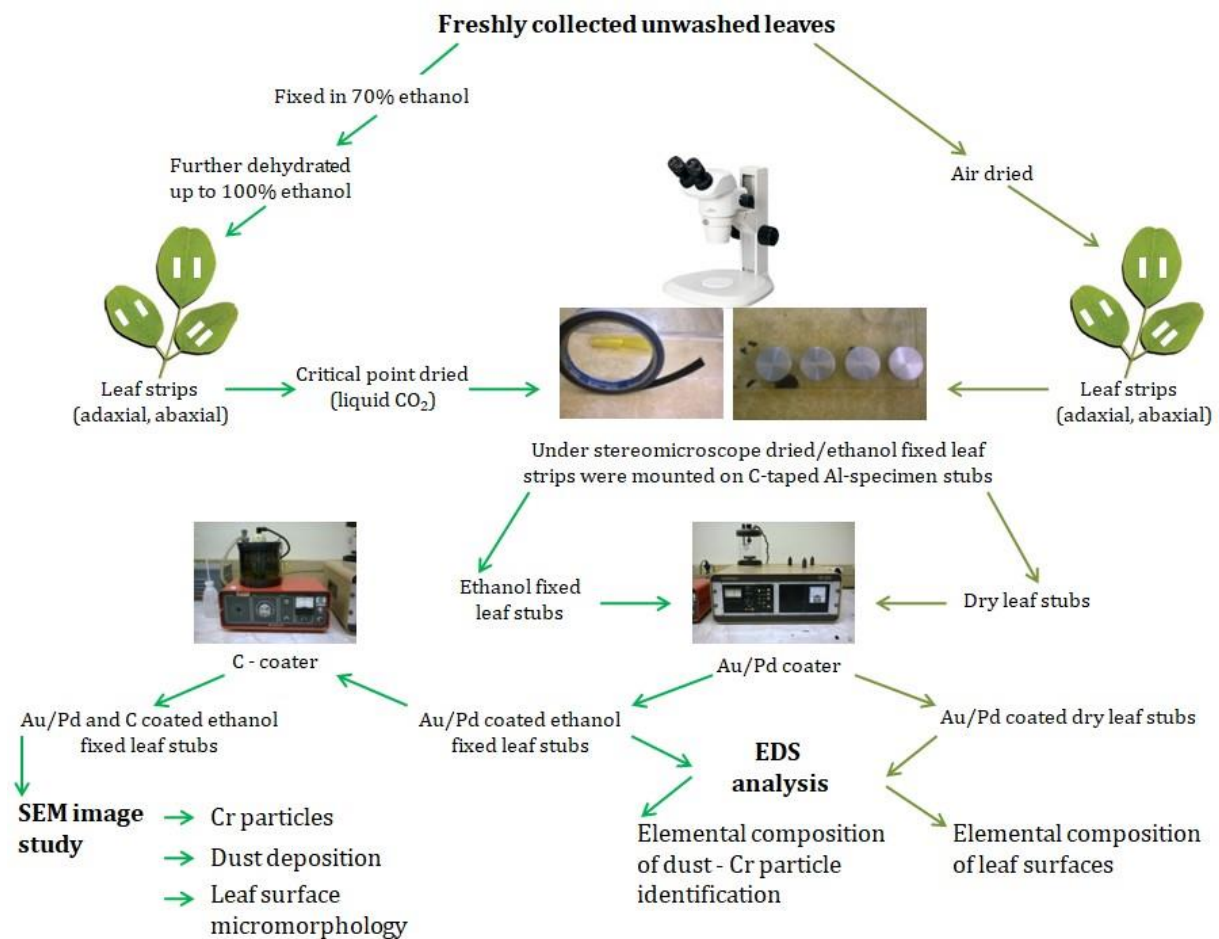 Freshly collected unwashed leaves
Fixed in 70% ethanol
Further dehydrated
up to 100% ethanol
Air dried
Leaf strips
(adaxial, abaxial)
Critical point dried
(liquid CO₂)
Leaf strips
(adaxial, abaxial)
Under stereomicroscope dried/ethanol fixed leaf
strips were mounted on C-taped Al-specimen stubs
Ethanol fixed
leaf stubs
Dry leaf stubs
C - coater
Au/Pd coater
Au/Pd and C coated ethanol
fixed leaf stubs
Au/Pd coated ethanol
fixed leaf stubs
Au/Pd coated dry leaf stubs
EDS
analysis
SEM image
study
Cr particles
Dust deposition
Leaf surface
micromorphology
Elemental composition
of dust - Cr particle
identification
Elemental composition
of leaf surfaces